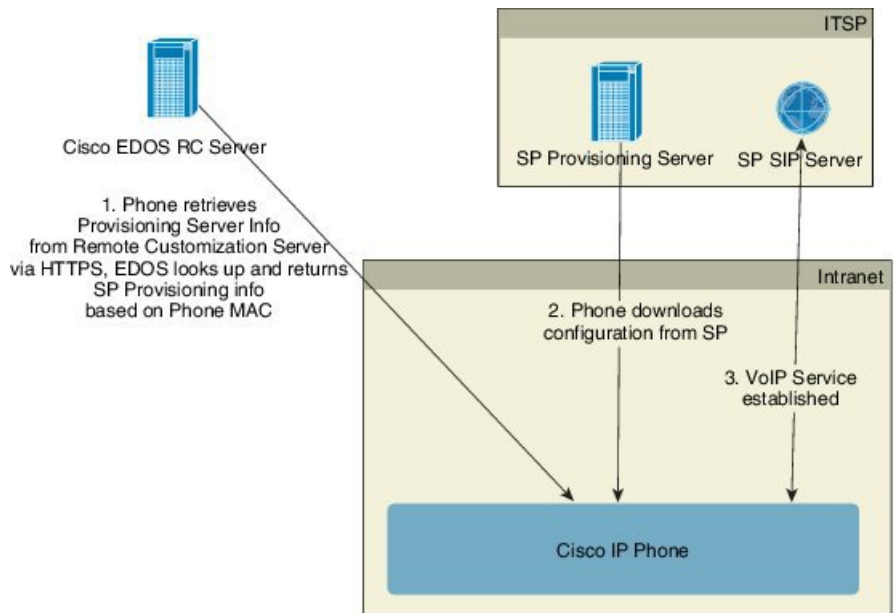 ITSP
Cisco EDOS RC Server
SP Provisioning Server
SP SIP Server
1. Phone retrieves
Provisioning Server Info
from Remote Customization Server
via HTTPS, EDOS looks up and returns
SP Provisioning info
based on Phone MAC
Intranet
2. Phone downloads
configuration from SP
3. VoIP Service
established
Cisco IP Phone